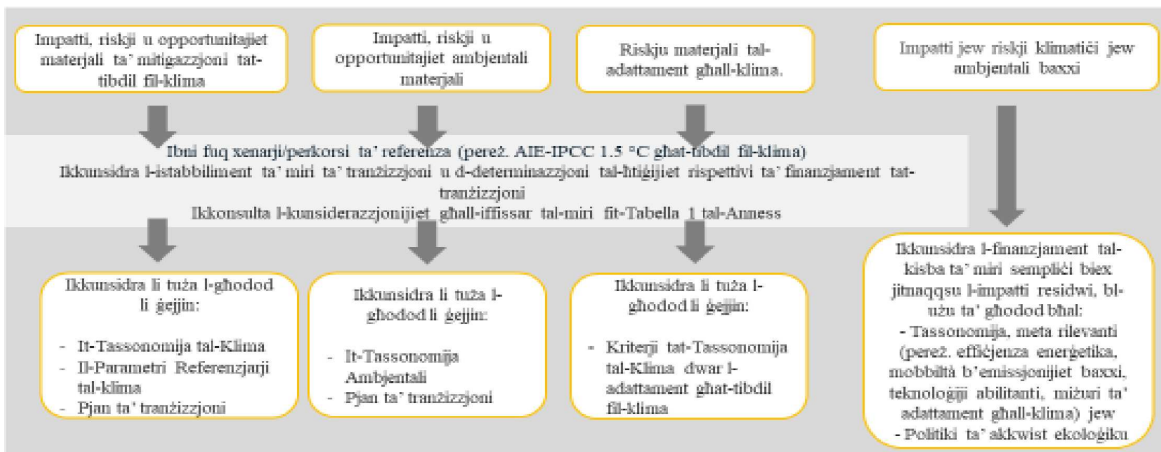 Impatti, riskji u opportunitajiet
materjali ta' mitigazzjoni tat-
tibdil fil-klima
Impatti, riskji u
opportunitajiet ambjentali
materjali
Riskju materjali tal-
adattament għall-klima.
Impatti jew riskji klimatiċi jew
ambjentali baxxi
Ibni fuq xenarji/perkorsi ta' referenza (pereż. AIE-IPCC 1.5 °C għat-tibdil fil-klima)
Ikkunsidra l-istabbiliment ta' miri ta' tranżizzjoni u d-determinazzjoni tal-ħtiġijiet rispettivi ta' finanzjament tat-
tranżizzjoni
Ikkonsulta l-kunsiderazzjonijiet għall-iffissar tal-miri fit-Tabella 1 tal-Anness
Ikkunsidra li tuża l-għodod
li ġejjin:
- It-Tassonomija tal-Klima
- Il-Parametri Referenzjarji
tal-klima
- Pjan ta' tranżizzjoni
Ikkunsidra li tuża l-
għodod li ġejjin:
- It-Tassonomija
Ambjentali
- Pjan ta' tranżizzjoni
Ikkunsidra li tuża l-
għodod li ġejjin:
- Kriterji tat-Tassonomija
tal-Klima dwar l-
adattament għat-tibdil
fil-klima
Ikkunsidra l-finanzjament tal-
kisba ta' miri sempliċi biex
jitnaqqsu l-impatti residwi, bl-
użu ta' għodod bħal:
- Tassonomija, meta rilevanti
(pereż. effiċjenza enerġetika,
mobbiltà b'emissjonijiet baxxi,
teknoloġiji abilitanti, miżuri ta'
adattament għall-klima) jew
- Politiki ta' akkwist ekoloġiku